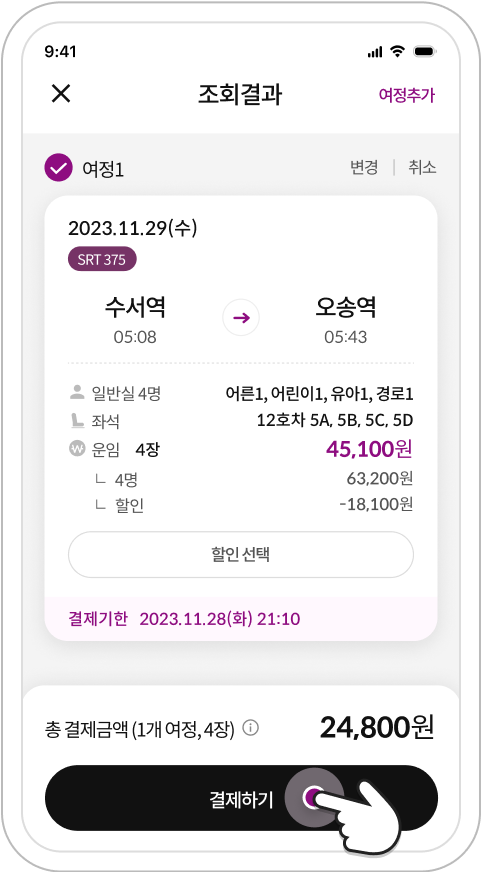 9:41
조회결과 여정추가
여정1 변경 | 취소
2023.11.29(수)
SRT 375
수서역 → 오송역
05:08 05:43
일반실 4명 어른1, 어린이1, 유아1, 경로1
좌석 12호차 5A, 5B, 5C, 5D
운임 4장 45,100원
ㄴ 4명 63,200원
ㄴ 할인 -18,100원
할인 선택
결제기한 2023.11.28(화) 21:10
총 결제금액 (1개 여정, 4장) 24,800원
결제하기